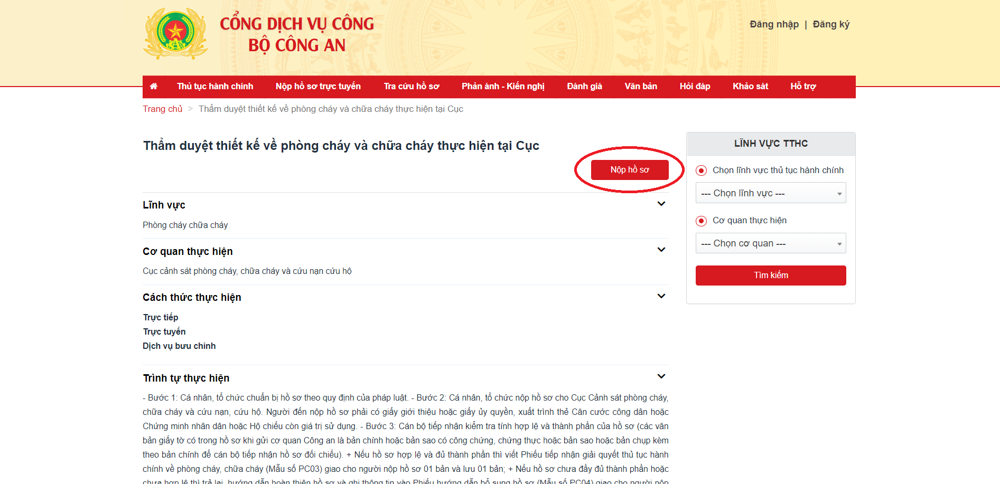 CỔNG DỊCH VỤ CÔNG
BỘ CÔNG AN
Đăng nhập | Đăng ký
Thủ tục hành chính Nộp hồ sơ trực tuyến Tra cứu hồ sơ Phản ánh - Kiến nghị Đánh giá Văn bản Hỏi đáp Khảo sát Hỗ trợ
Trang chủ > Thẩm duyệt thiết kế về phòng cháy và chữa cháy thực hiện tại Cục
Thẩm duyệt thiết kế về phòng cháy và chữa cháy thực hiện tại Cục
Nộp hồ sơ
Lĩnh vực
Phòng cháy chữa cháy
Cơ quan thực hiện
Cục cảnh sát phòng cháy, chữa cháy và cứu nạn cứu hộ
Cách thức thực hiện
Trực tiếp
Trực tuyến
Dịch vụ bưu chính
Trình tự thực hiện
- Bước 1: Cá nhân, tổ chức chuẩn bị hồ sơ theo quy định của pháp luật. - Bước 2: Cá nhân, tổ chức nộp hồ sơ cho Cục Cảnh sát phòng cháy,
chữa cháy và cứu nạn, cứu hộ. Người đến nộp hồ sơ phải có giấy giới thiệu hoặc giấy ủy quyền, xuất trình thẻ Căn cước công dân hoặc
Chứng minh nhân dân hoặc Hộ chiếu còn giá trị sử dụng. - Bước 3: Cán bộ tiếp nhận kiểm tra tính hợp lệ và thành phần của hồ sơ (các văn
bản giấy tờ có trong hồ sơ khi gửi cơ quan Công an là bản chính hoặc bản sao có công chứng, chứng thực hoặc bản sao hoặc bản chụp kèm
theo bản chính để cán bộ tiếp nhận hồ sơ đối chiếu). + Nếu hồ sơ hợp lệ và đủ thành phần thì viết Phiếu tiếp nhận giải quyết thủ tục hành
chính về phòng cháy, chữa cháy (Mẫu số PC03) giao cho người nộp hồ sơ 01 bản và lưu 01 bản; + Nếu hồ sơ chưa đầy đủ thành phần hoặc
chưa hợp lệ thì trả lại, hướng dẫn hoàn thiện hồ sơ và ghi thông tin vào Phiếu hướng dẫn bổ sung hồ sơ (Mẫu số PC04) giao cho người nộp
LĨNH VỰC TTHC
Chọn lĩnh vực thủ tục hành chính
--- Chọn lĩnh vực ---
Cơ quan thực hiện
--- Chọn cơ quan ---
Tìm kiếm